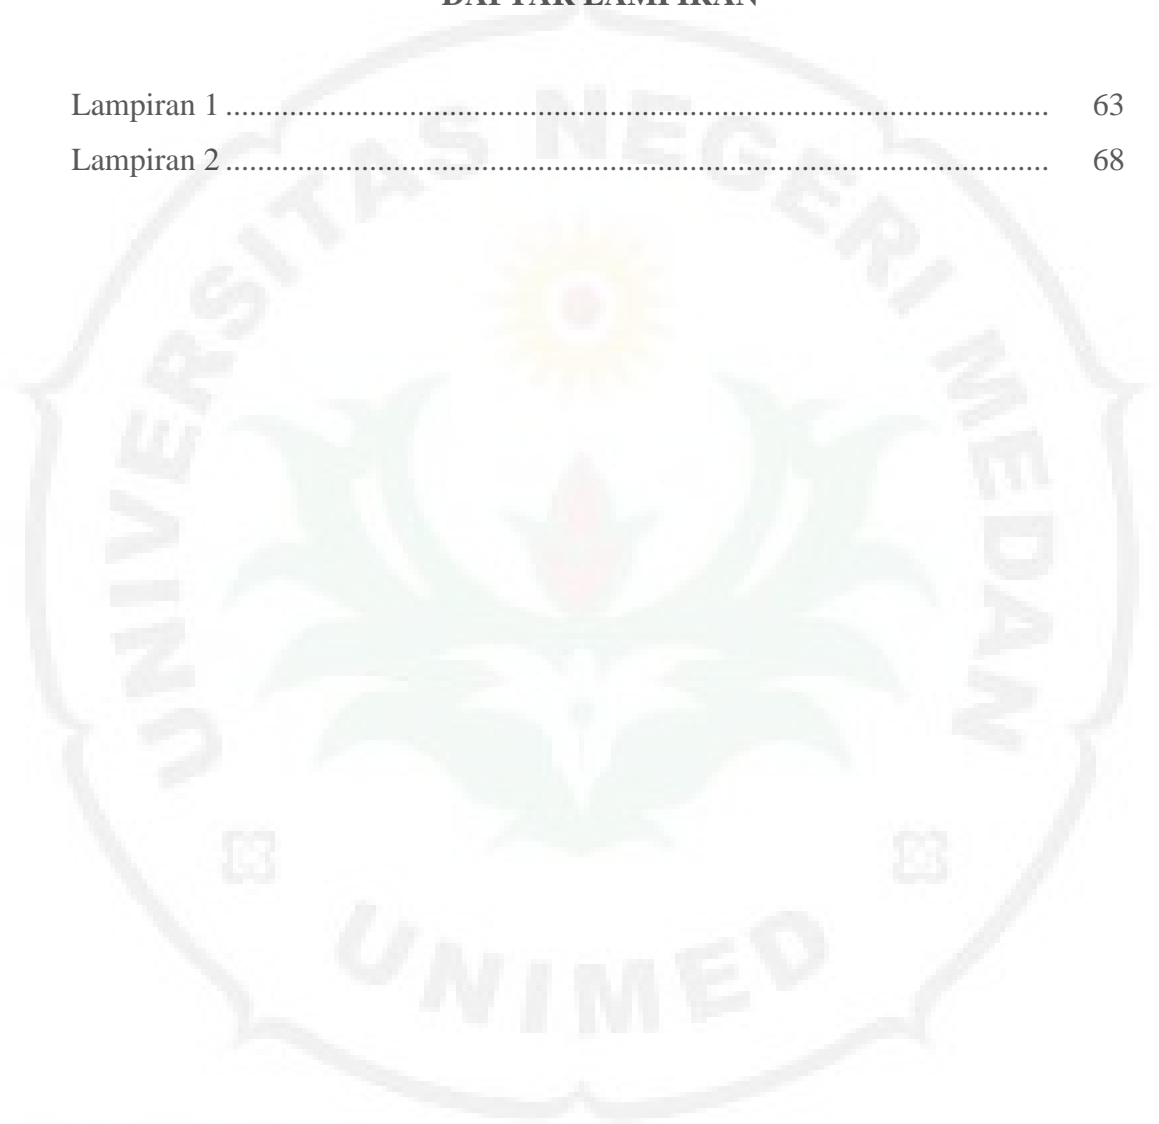 DAFTAR LAMPIRAN
Lampiran 1 ........................................................................................................ 63
Lampiran 2 ........................................................................................................ 68
UNIVERSITAS NEGERI MEDAN
UNIMED